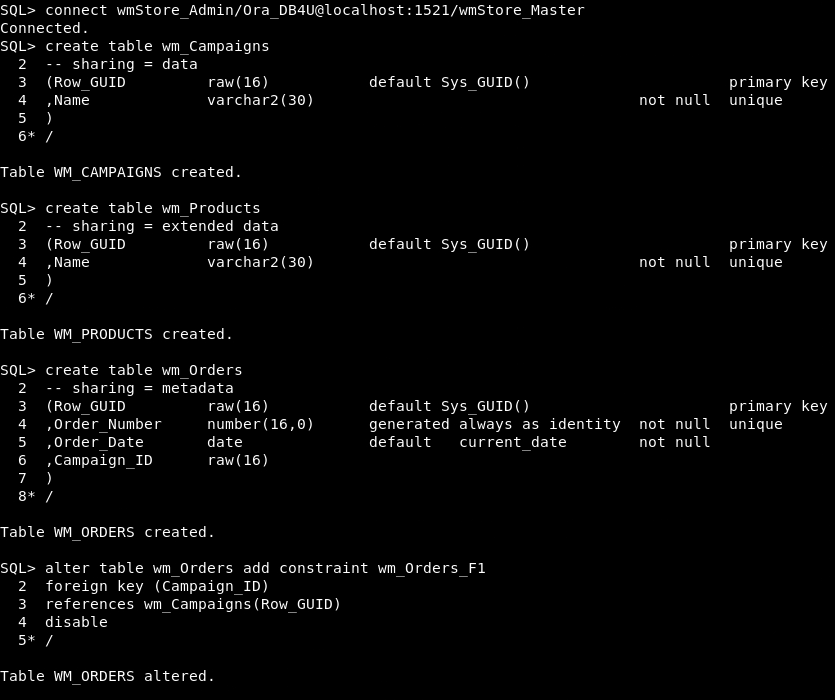 SQL> connect wmStore_Admin/Ora_DB4U@localhost:1521/wmStore_Master
Connected.
SQL> create table wm_Campaigns
  2  -- sharing = data
  3  (Row_GUID         raw(16)           default Sys_GUID()                      primary key
  4  ,Name             varchar2(30)                                    not null  unique
  5  )
  6* /

Table WM_CAMPAIGNS created.

SQL> create table wm_Products
  2  -- sharing = extended data
  3  (Row_GUID         raw(16)           default Sys_GUID()                      primary key
  4  ,Name             varchar2(30)                                    not null  unique
  5  )
  6* /

Table WM_PRODUCTS created.

SQL> create table wm_Orders
  2  -- sharing = metadata
  3  (Row_GUID         raw(16)           default Sys_GUID()                      primary key
  4  ,Order_Number     number(16,0)      generated always as identity  not null  unique
  5  ,Order_Date       date              default   current_date        not null
  6  ,Campaign_ID      raw(16)
  7  )
  8* /

Table WM_ORDERS created.

SQL> alter table wm_Orders add constraint wm_Orders_F1
  2  foreign key (Campaign_ID)
  3  references wm_Campaigns(Row_GUID)
  4  disable
  5* /

Table WM_ORDERS altered.